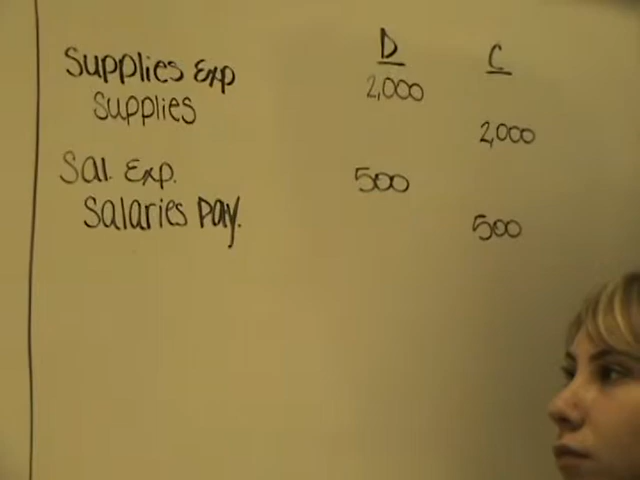 D C
Supplies Exp 2,000
Supplies 2,000
Sal. Exp. 500
Salaries Pay. 500